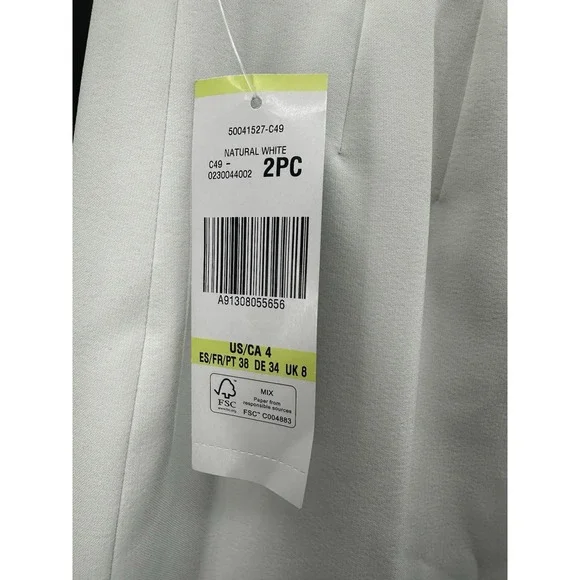 50041527-C49
NATURAL WHITE
C49 - 2PC
0230044002
A91308055656
US/CA 4
ES/FR/PT 38 DE 34 UK 8
FSC
MIX
Paper from
responsible sources
FSC™ C004883